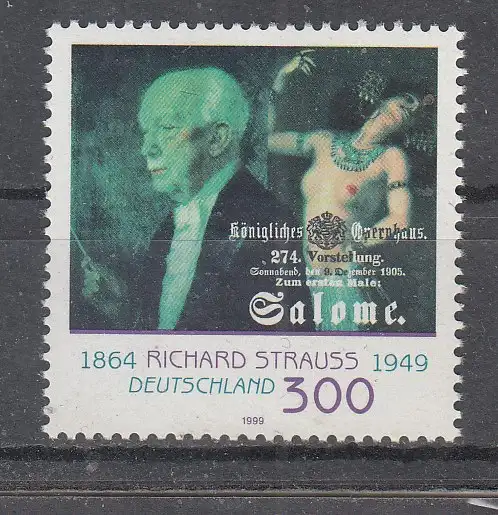 Königliches Opernhaus.
274. Vorstellung.
Sonnabend, den 9. Dezember 1905.
Zum ersten Male:
Salome.
1864 RICHARD STRAUSS 1949
DEUTSCHLAND 300
1999